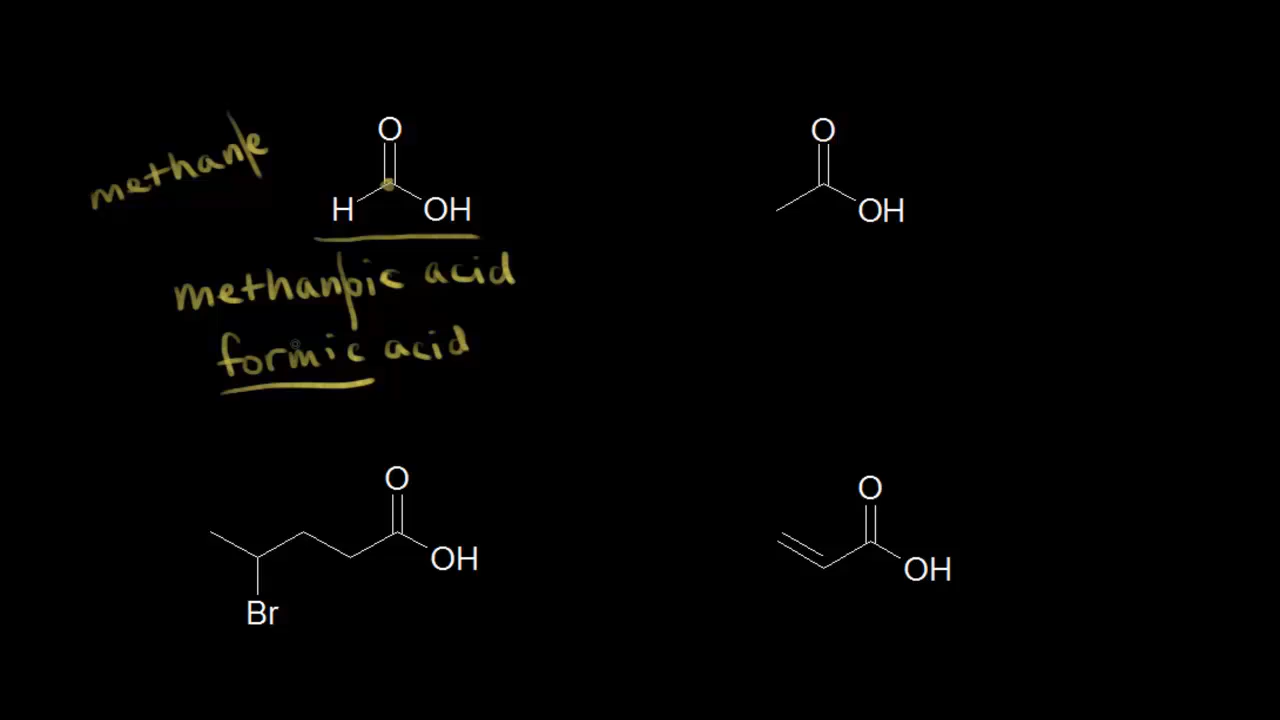 O
O
methane
H
OH
OH
methanoic acid
formic acid
O
O
OH
OH
Br